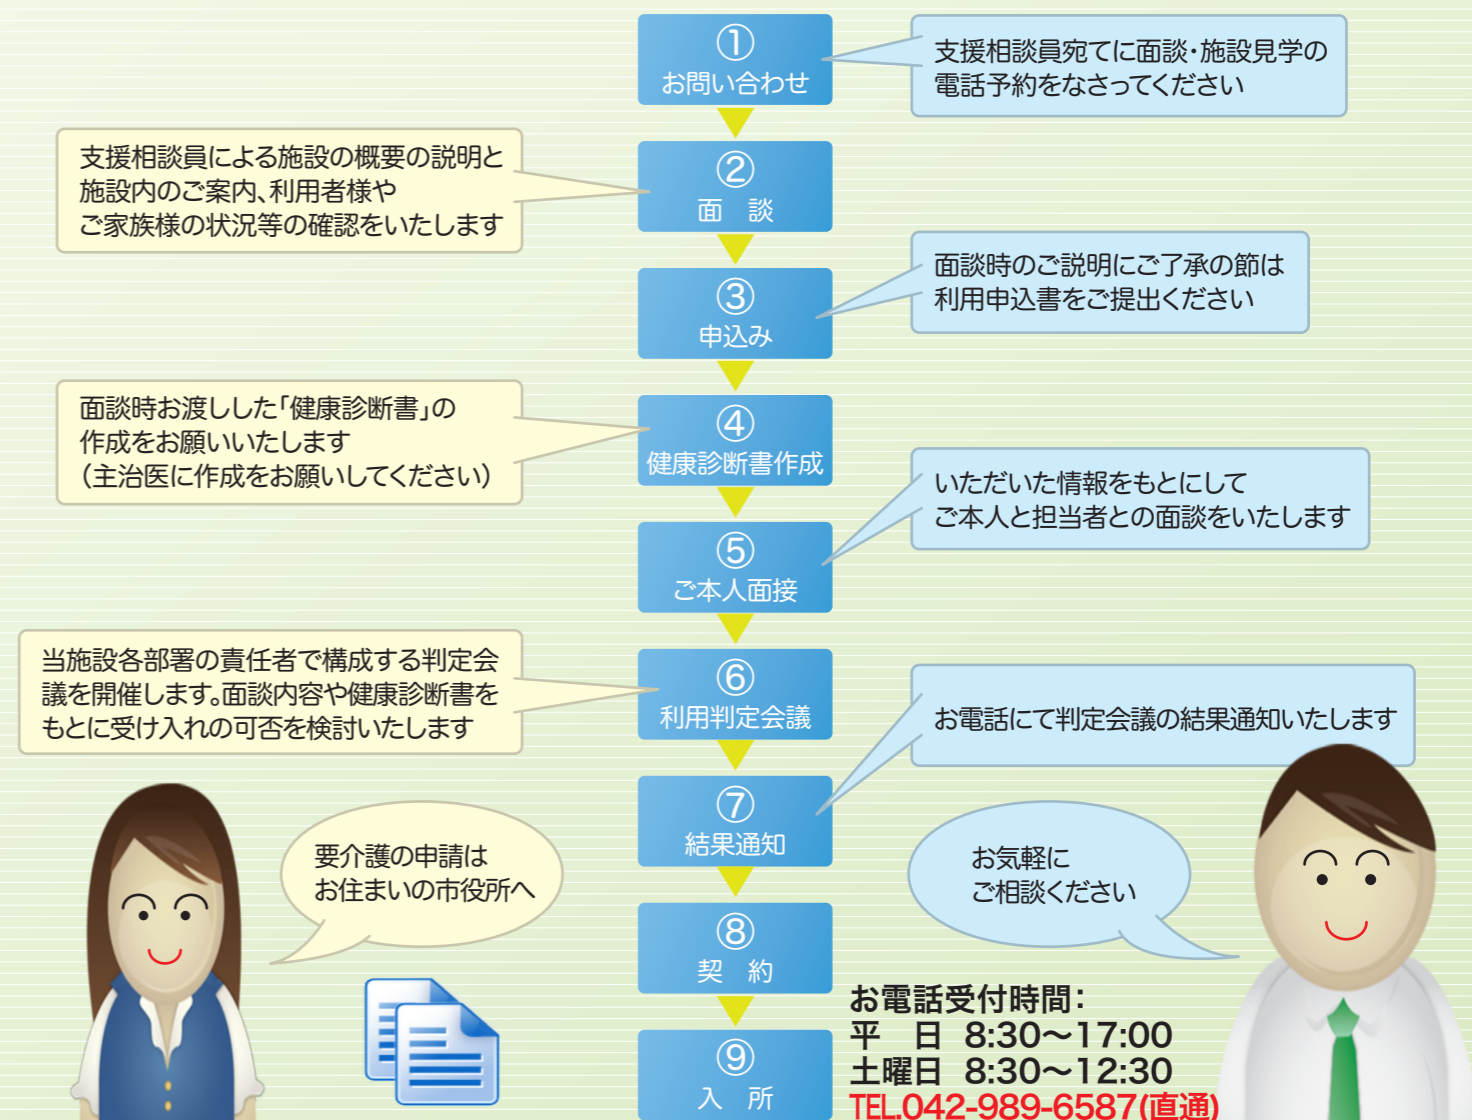 ①
お問い合わせ
支援相談員宛てに面談・施設見学の
電話予約をなさってください
支援相談員による施設の概要の説明と
施設内のご案内、利用者様や
ご家族様の状況等の確認をいたします
②
面　談
③
申込み
面談時のご説明にご了承の節は
利用申込書をご提出ください
面談時お渡しした「健康診断書」の
作成をお願いいたします
（主治医に作成をお願いしてください）
④
健康診断書作成
⑤
ご本人面接
いただいた情報をもとにして
ご本人と担当者との面談をいたします
当施設各部署の責任者で構成する判定会
議を開催します。面談内容や健康診断書を
もとに受け入れの可否を検討いたします
⑥
利用判定会議
⑦
結果通知
お電話にて判定会議の結果通知いたします
要介護の申請は
お住まいの市役所へ
お気軽に
ご相談ください
⑧
契　約
⑨
入　所
お電話受付時間：
平　日 8:30〜17:00
土曜日 8:30〜12:30
TEL.042-989-6587(直通)